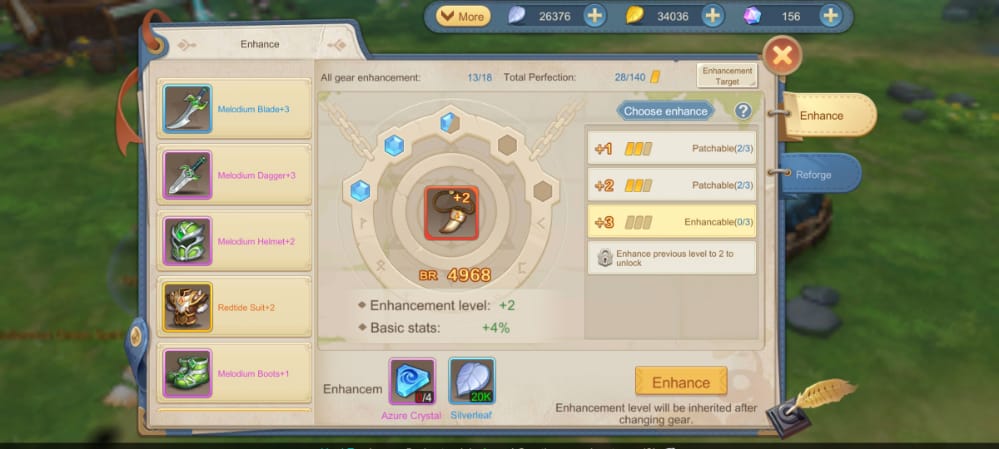 More
26376
34036
156
Enhance
All gear enhancement: 13/18 Total Perfection: 28/140
Enhancement
Target
Melodium Blade+3
Melodium Dagger+3
Melodium Helmet+2
Redtide Suit+2
Melodium Boots+1
+2
BR 4968
Enhancement level: +2
Basic stats: +4%
Choose enhance ?
+1 Patchable(2/3)
+2 Patchable(2/3)
+3 Enhancable(0/3)
Enhance previous level to 2 to
unlock
Enhance
Reforge
Enhancem
/4
Azure Crystal
20K
Silverleaf
Enhance
Enhancement level will be inherited after
changing gear.